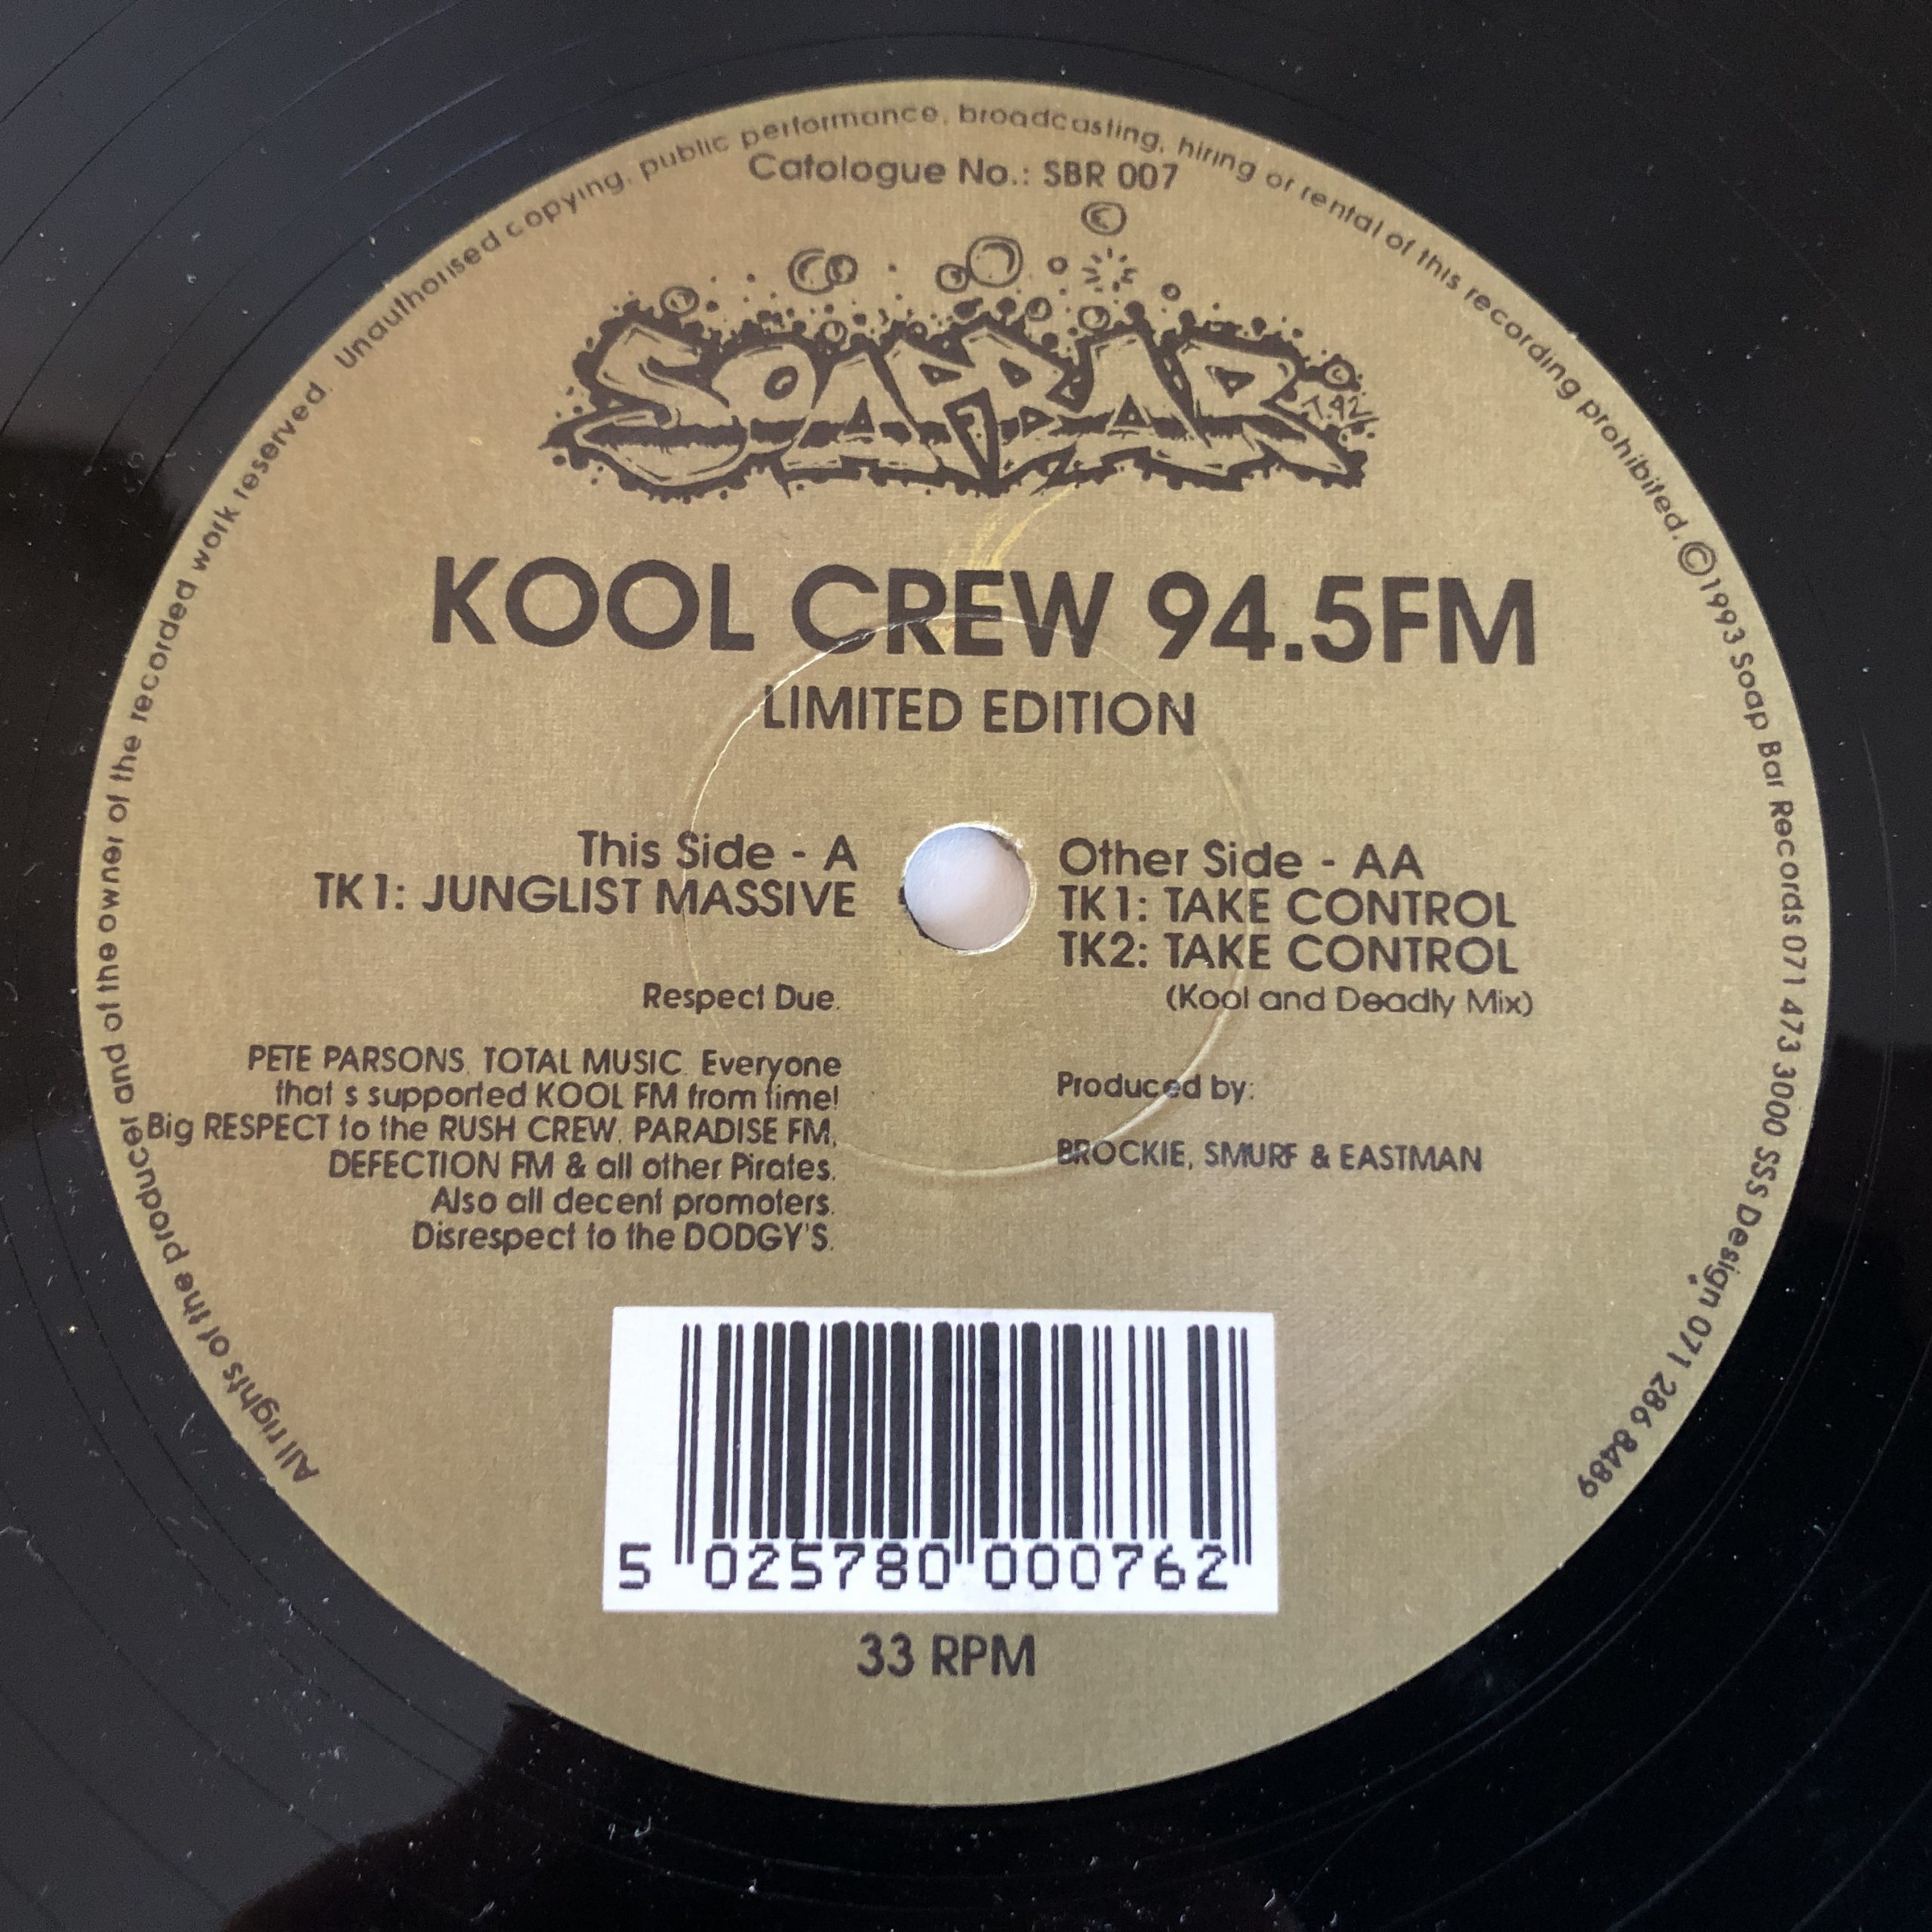 All rights of the producer and of the owner of the recorded work reserved. Unauthorised copying, public performance, broadcasting, hiring or rental of this recording prohibited. ©1993 Soap Bar Records 071 473 3000 SSS Design 071 286 8489
Catologue No.: SBR 007
SOAPBAR
T.92
KOOL CREW 94.5FM
LIMITED EDITION
This Side - A
TK1: JUNGLIST MASSIVE
Respect Due.
PETE PARSONS. TOTAL MUSIC. Everyone
that s supported KOOL FM from time!
Big RESPECT to the RUSH CREW, PARADISE FM,
DEFECTION FM & all other Pirates.
Also all decent promoters.
Disrespect to the DODGY'S.
Other Side - AA
TK1: TAKE CONTROL
TK2: TAKE CONTROL
(Kool and Deadly Mix)
Produced by:
BROCKIE, SMURF & EASTMAN
5 025780 000762
33 RPM